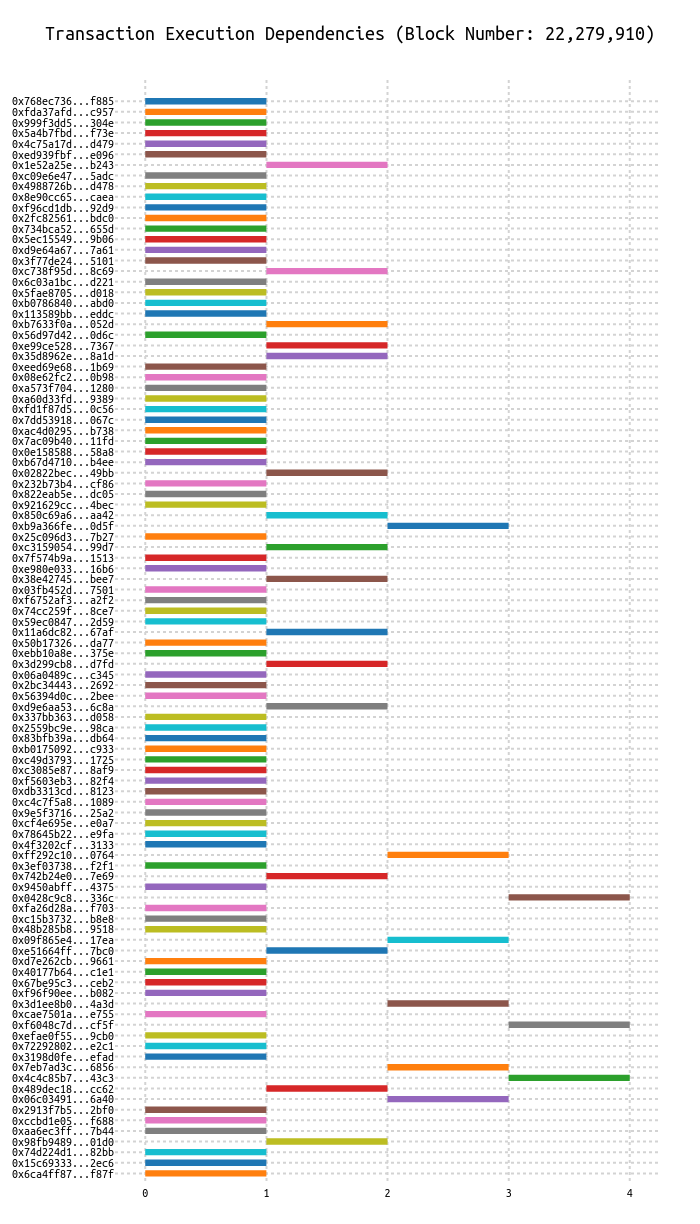 Transaction Execution Dependencies (Block Number: 22,279,910)
0x768ec736...f885
0xfda37afd...c957
0x999f3dd5...304e
0x5a4b7fbd...f73e
0x4c75a17d...d479
0xed939fbf...e096
0x1e52a25e...b243
0xc09e6e47...5adc
0x4988726b...d478
0x8e90cc65...caea
0xf96cd1db...92d9
0x2fc82561...bdc0
0x734bca52...655d
0x5ec15549...9b06
0xd9e64a67...7a61
0x3f77de24...5101
0xc738f95d...8c69
0x6c03a1bc...d221
0x5fae8705...d018
0xb0786840...abd0
0x113589bb...eddc
0xb7633f0a...052d
0x56d97d42...0d6c
0xe99ce528...7367
0x35d8962e...8a1d
0xeed69e68...1b69
0x08e62fc2...0b98
0xa573f704...1280
0xa60d33fd...9389
0xfd1f87d5...0c56
0x7dd53918...067c
0xac4d0295...b738
0x7ac09b40...11fd
0x0e158588...58a8
0xb67d4710...b4ee
0x02822bec...49bb
0x232b73b4...cf86
0x822eab5e...dc05
0x921629cc...4bec
0x850c69a6...aa42
0xb9a366fe...0d5f
0x25c096d3...7b27
0xc3159054...99d7
0x7f574b9a...1513
0xe980e033...16b6
0x38e42745...bee7
0x03fb452d...7501
0xf6752af3...a2f2
0x74cc259f...8ce7
0x59ec0847...2d59
0x11a6dc82...67af
0x50b17326...da77
0xebb10a8e...375e
0x3d299cb8...d7fd
0x06a0489c...c345
0x2bc34443...2692
0x56394d0c...2bee
0xd9e6aa53...6c8a
0x337bb363...d058
0x2559bc9e...98ca
0x83bfb39a...db64
0xb0175092...c933
0xc49d3793...1725
0xc3085e87...8af9
0xf5603eb3...82f4
0xdb3313cd...8123
0xc4c7f5a8...1089
0x9e5f3716...25a2
0xcf4e695e...e0a7
0x78645b22...e9fa
0x4f3202cf...3133
0xff292c10...0764
0x3ef03738...f2f1
0x742b24e0...7e69
0x9450abff...4375
0x0428c9c8...336c
0xfa26d28a...f703
0xc15b3732...b8e8
0x48b285b8...9518
0x09f865e4...17ea
0xe51664ff...7bc0
0xd7e262cb...9661
0x40177b64...c1e1
0x67be95c3...ceb2
0xf96f90ee...b082
0x3d1ee8b0...4a3d
0xcae7501a...e755
0xf6048c7d...cf5f
0xefae0f55...9cb0
0x72292802...e2c1
0x3198d0fe...efad
0x7eb7ad3c...6856
0x4c4c85b7...43c3
0x489dec18...cc62
0x06c03491...6a40
0x2913f7b5...2bf0
0xccbd1e05...f688
0xaa6ec3ff...7b44
0x98fb9489...01d0
0x74d224d1...82bb
0x15c69333...2ec6
0x6ca4ff87...f87f
0 1 2 3 4